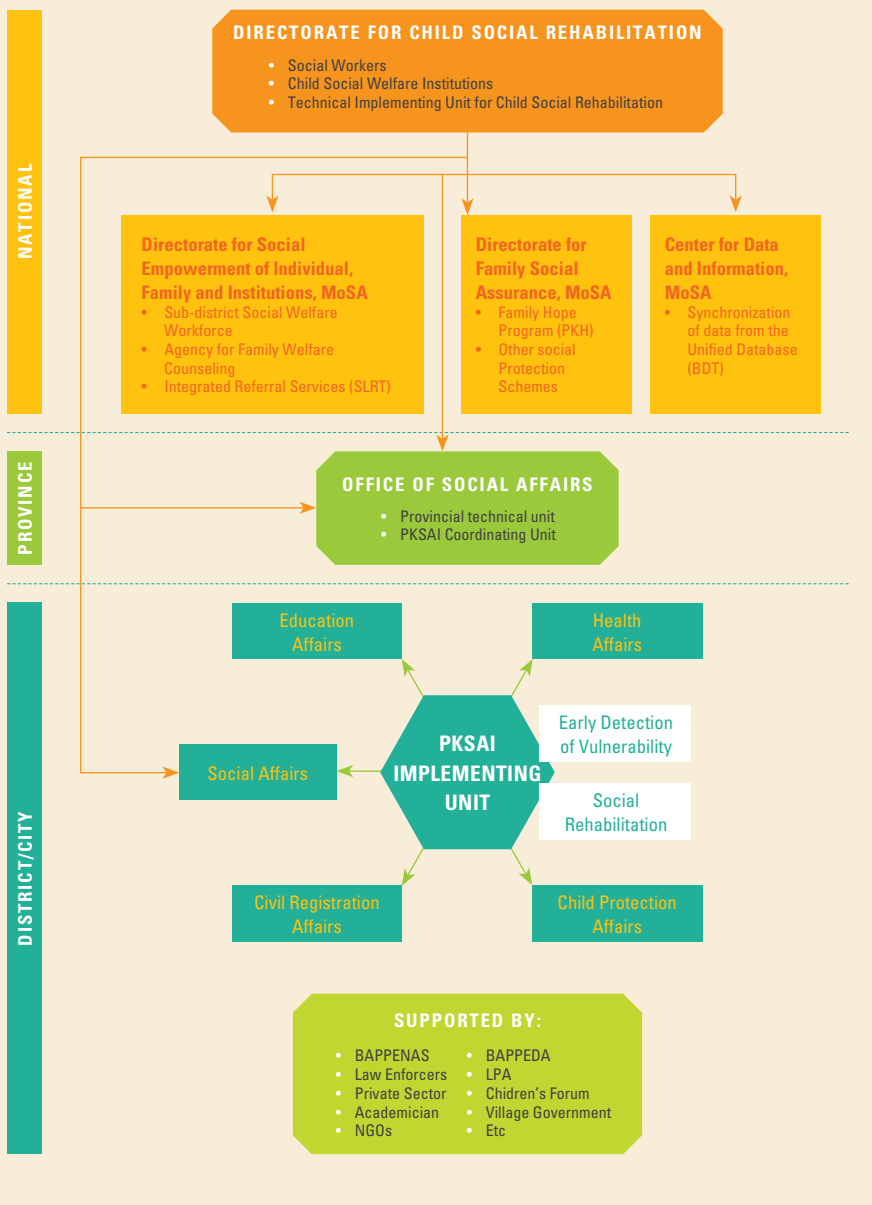 NATIONAL
DIRECTORATE FOR CHILD SOCIAL REHABILITATION
• Social Workers
• Child Social Welfare Institutions
• Technical Implementing Unit for Child Social Rehabilitation
Directorate for Social
Empowerment of Individual,
Family and Institutions, MoSA
• Sub-district Social Welfare
Workforce
• Agency for Family Welfare
Counseling
• Integrated Referral Services (SLRT)
Directorate for
Family Social
Assurance, MoSA
• Family Hope
Program (PKH)
• Other social
Protection
Schemes
Center for Data
and Information,
MoSA
• Synchronization
of data from the
Unified Database
(BDT)
PROVINCE
OFFICE OF SOCIAL AFFAIRS
• Provincial technical unit
• PKSAI Coordinating Unit
DISTRICT/CITY
Education
Affairs
Health
Affairs
Social Affairs
PKSAI
IMPLEMENTING
UNIT
Early Detection
of Vulnerability
Social
Rehabilitation
Civil Registration
Affairs
Child Protection
Affairs
SUPPORTED BY:
• BAPPENAS
• Law Enforcers
• Private Sector
• Academician
• NGOs
• BAPPEDA
• LPA
• Chidren's Forum
• Village Government
• Etc